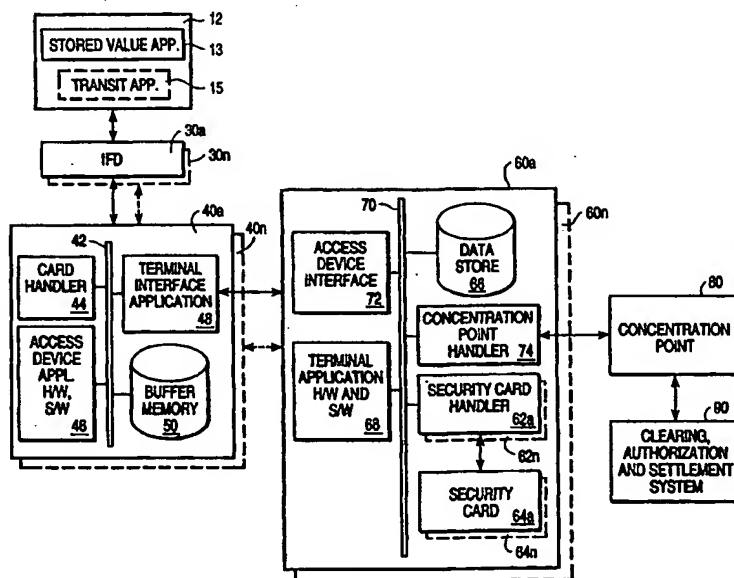 12
STORED VALUE APP.
13
TRANSIT APP.
15
30a
IFD
30n
60a
40a
70
60n
42
40n
CARD
HANDLER
44
TERMINAL
INTERFACE
APPLICATION
48
ACCESS
DEVICE
INTERFACE
72
DATA
STORE
66
80
CONCENTRATION
POINT
CONCENTRATION
POINT
HANDLER
74
ACCESS
DEVICE
APPL.
H/W,
S/W
46
BUFFER
MEMORY
50
TERMINAL
APPLICATION
H/W AND
S/W
68
SECURITY CARD
HANDLER
62a
62n
90
CLEARING,
AUTHORIZATION
AND SETTLEMENT
SYSTEM
SECURITY
CARD
64a
64n